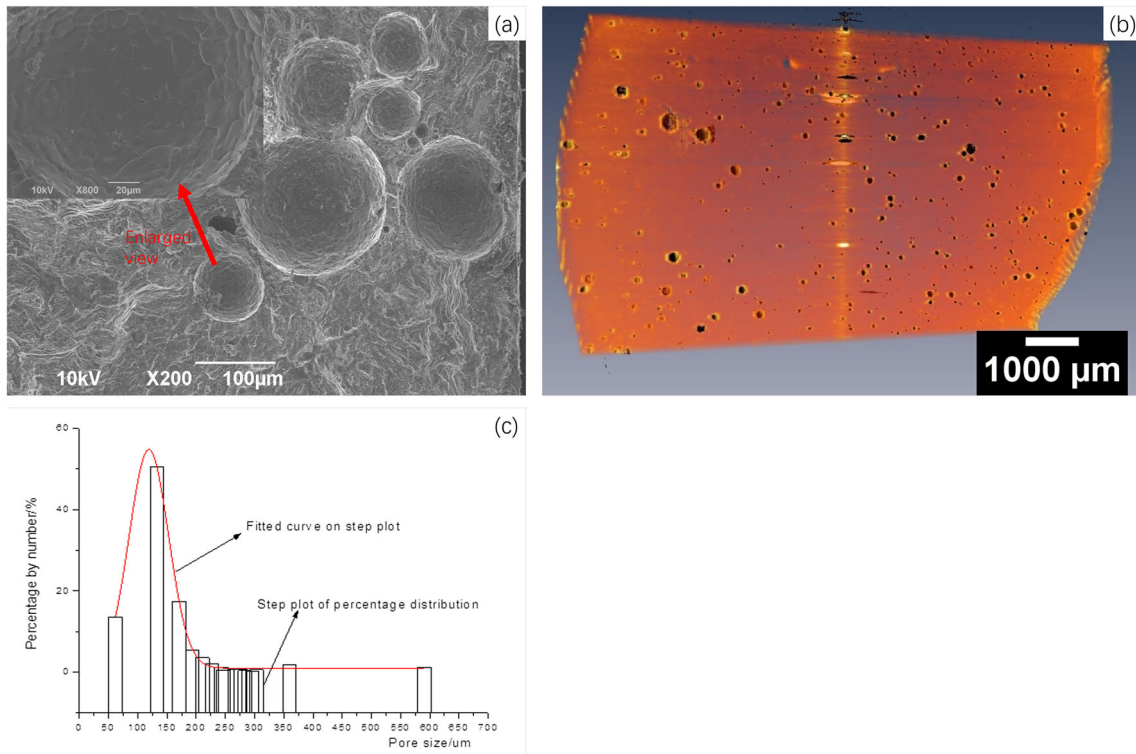 (a)
10kV X800 20µm
Enlarged
view
10kV X200 100µm
(b)
1000 µm
(c)
60
40
20
0
Percentage by number/%
Fitted curve on step plot
Step plot of percentage distribution
0 50 100 150 200 250 300 350 400 450 500 550 600 650 700
Pore size/um